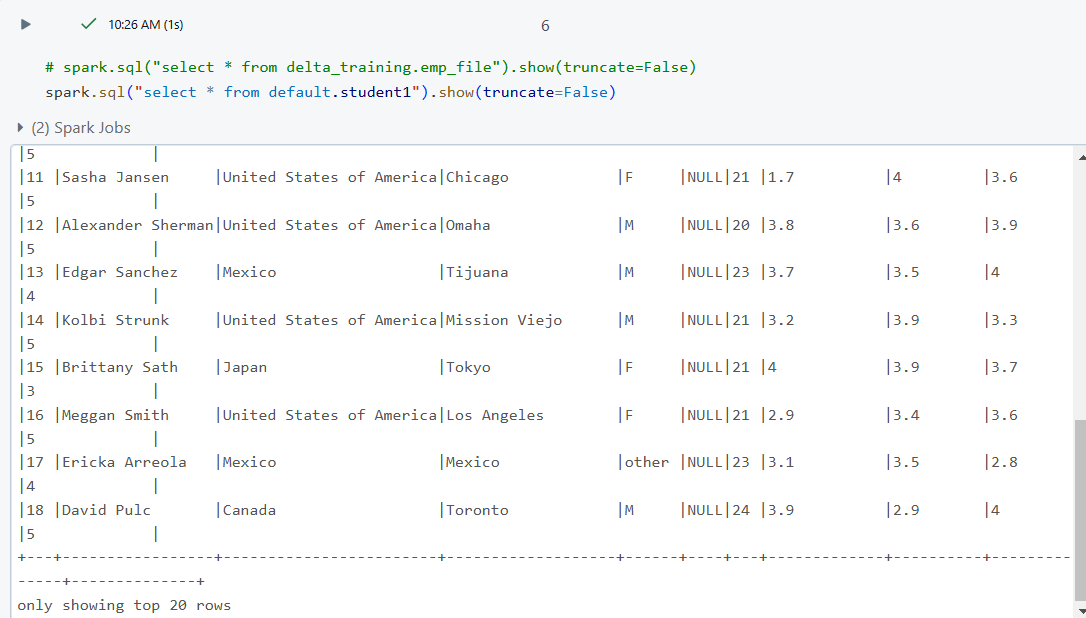 10:26 AM (1s)
6
# spark.sql("select * from delta_training.emp_file").show(truncate=False)
spark.sql("select * from default.student1").show(truncate=False)
(2) Spark Jobs
|5             |
|11 |Sasha Jansen     |United States of America|Chicago            |F     |NULL|21 |1.7          |4         |3.6
|5             |
|12 |Alexander Sherman|United States of America|Omaha              |M     |NULL|20 |3.8          |3.6       |3.9
|5             |
|13 |Edgar Sanchez    |Mexico                  |Tijuana            |M     |NULL|23 |3.7          |3.5       |4
|4             |
|14 |Kolbi Strunk     |United States of America|Mission Viejo      |M     |NULL|21 |3.2          |3.9       |3.3
|5             |
|15 |Brittany Sath    |Japan                   |Tokyo              |F     |NULL|21 |4            |3.9       |3.7
|3             |
|16 |Meggan Smith     |United States of America|Los Angeles        |F     |NULL|21 |2.9          |3.4       |3.6
|5             |
|17 |Ericka Arreola   |Mexico                  |Mexico             |other |NULL|23 |3.1          |3.5       |2.8
|4             |
|18 |David Pulc       |Canada                  |Toronto            |M     |NULL|24 |3.9          |2.9       |4
|5             |
+---+-----------------+------------------------+-------------------+------+----+---+-------------+----------+---------
-----+--------------+
only showing top 20 rows